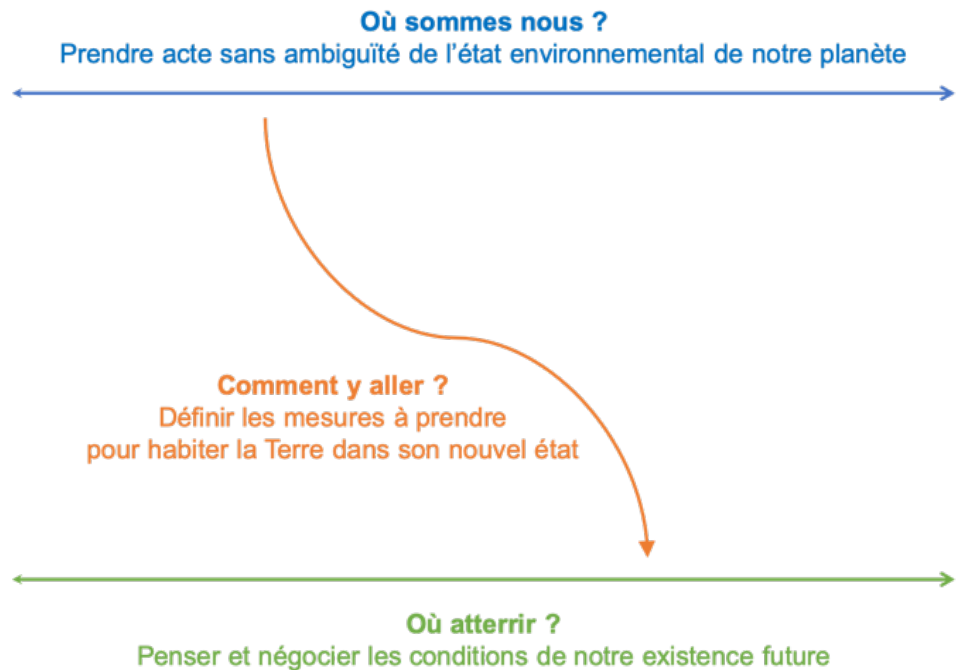 Où sommes nous ?
Prendre acte sans ambiguïté de l’état environnemental de notre planète
Comment y aller ?
Définir les mesures à prendre
pour habiter la Terre dans son nouvel état
Où atterrir ?
Penser et négocier les conditions de notre existence future